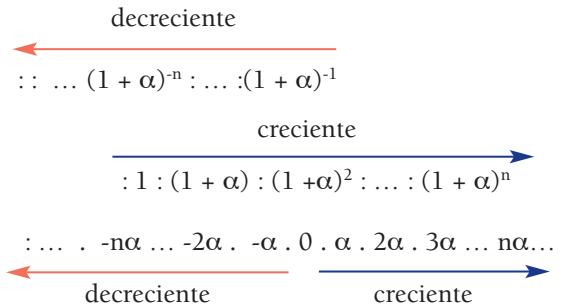 decreciente
: : … (1 + α)⁻ⁿ : … :(1 + α)⁻¹
creciente
: 1 : (1 + α) : (1 +α)² : … : (1 + α)ⁿ
: … . -nα … -2α . -α . 0 . α . 2α . 3α … nα…
decreciente creciente